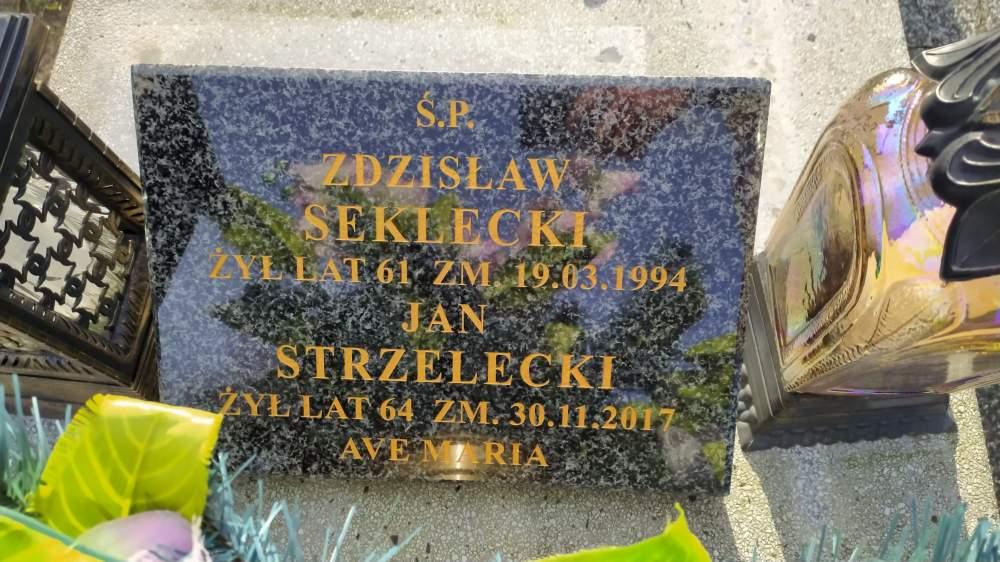 Ś.P.
ZDZISŁAW
SEKLECKI
ŻYŁ LAT 61 ZM. 19.03.1994
JAN
STRZELECKI
ŻYŁ LAT 64 ZM. 30.11.2017
AVE MARIA